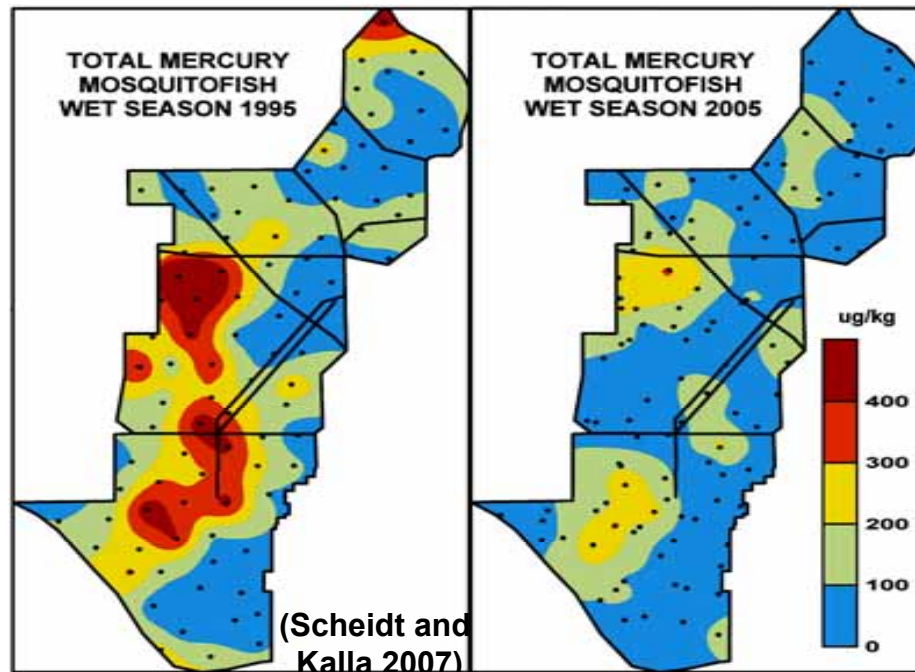 TOTAL MERCURY
MOSQUITOFISH
WET SEASON 1995
TOTAL MERCURY
MOSQUITOFISH
WET SEASON 2005
ug/kg
400
300
200
100
0
(Scheidt and
Kalla 2007)